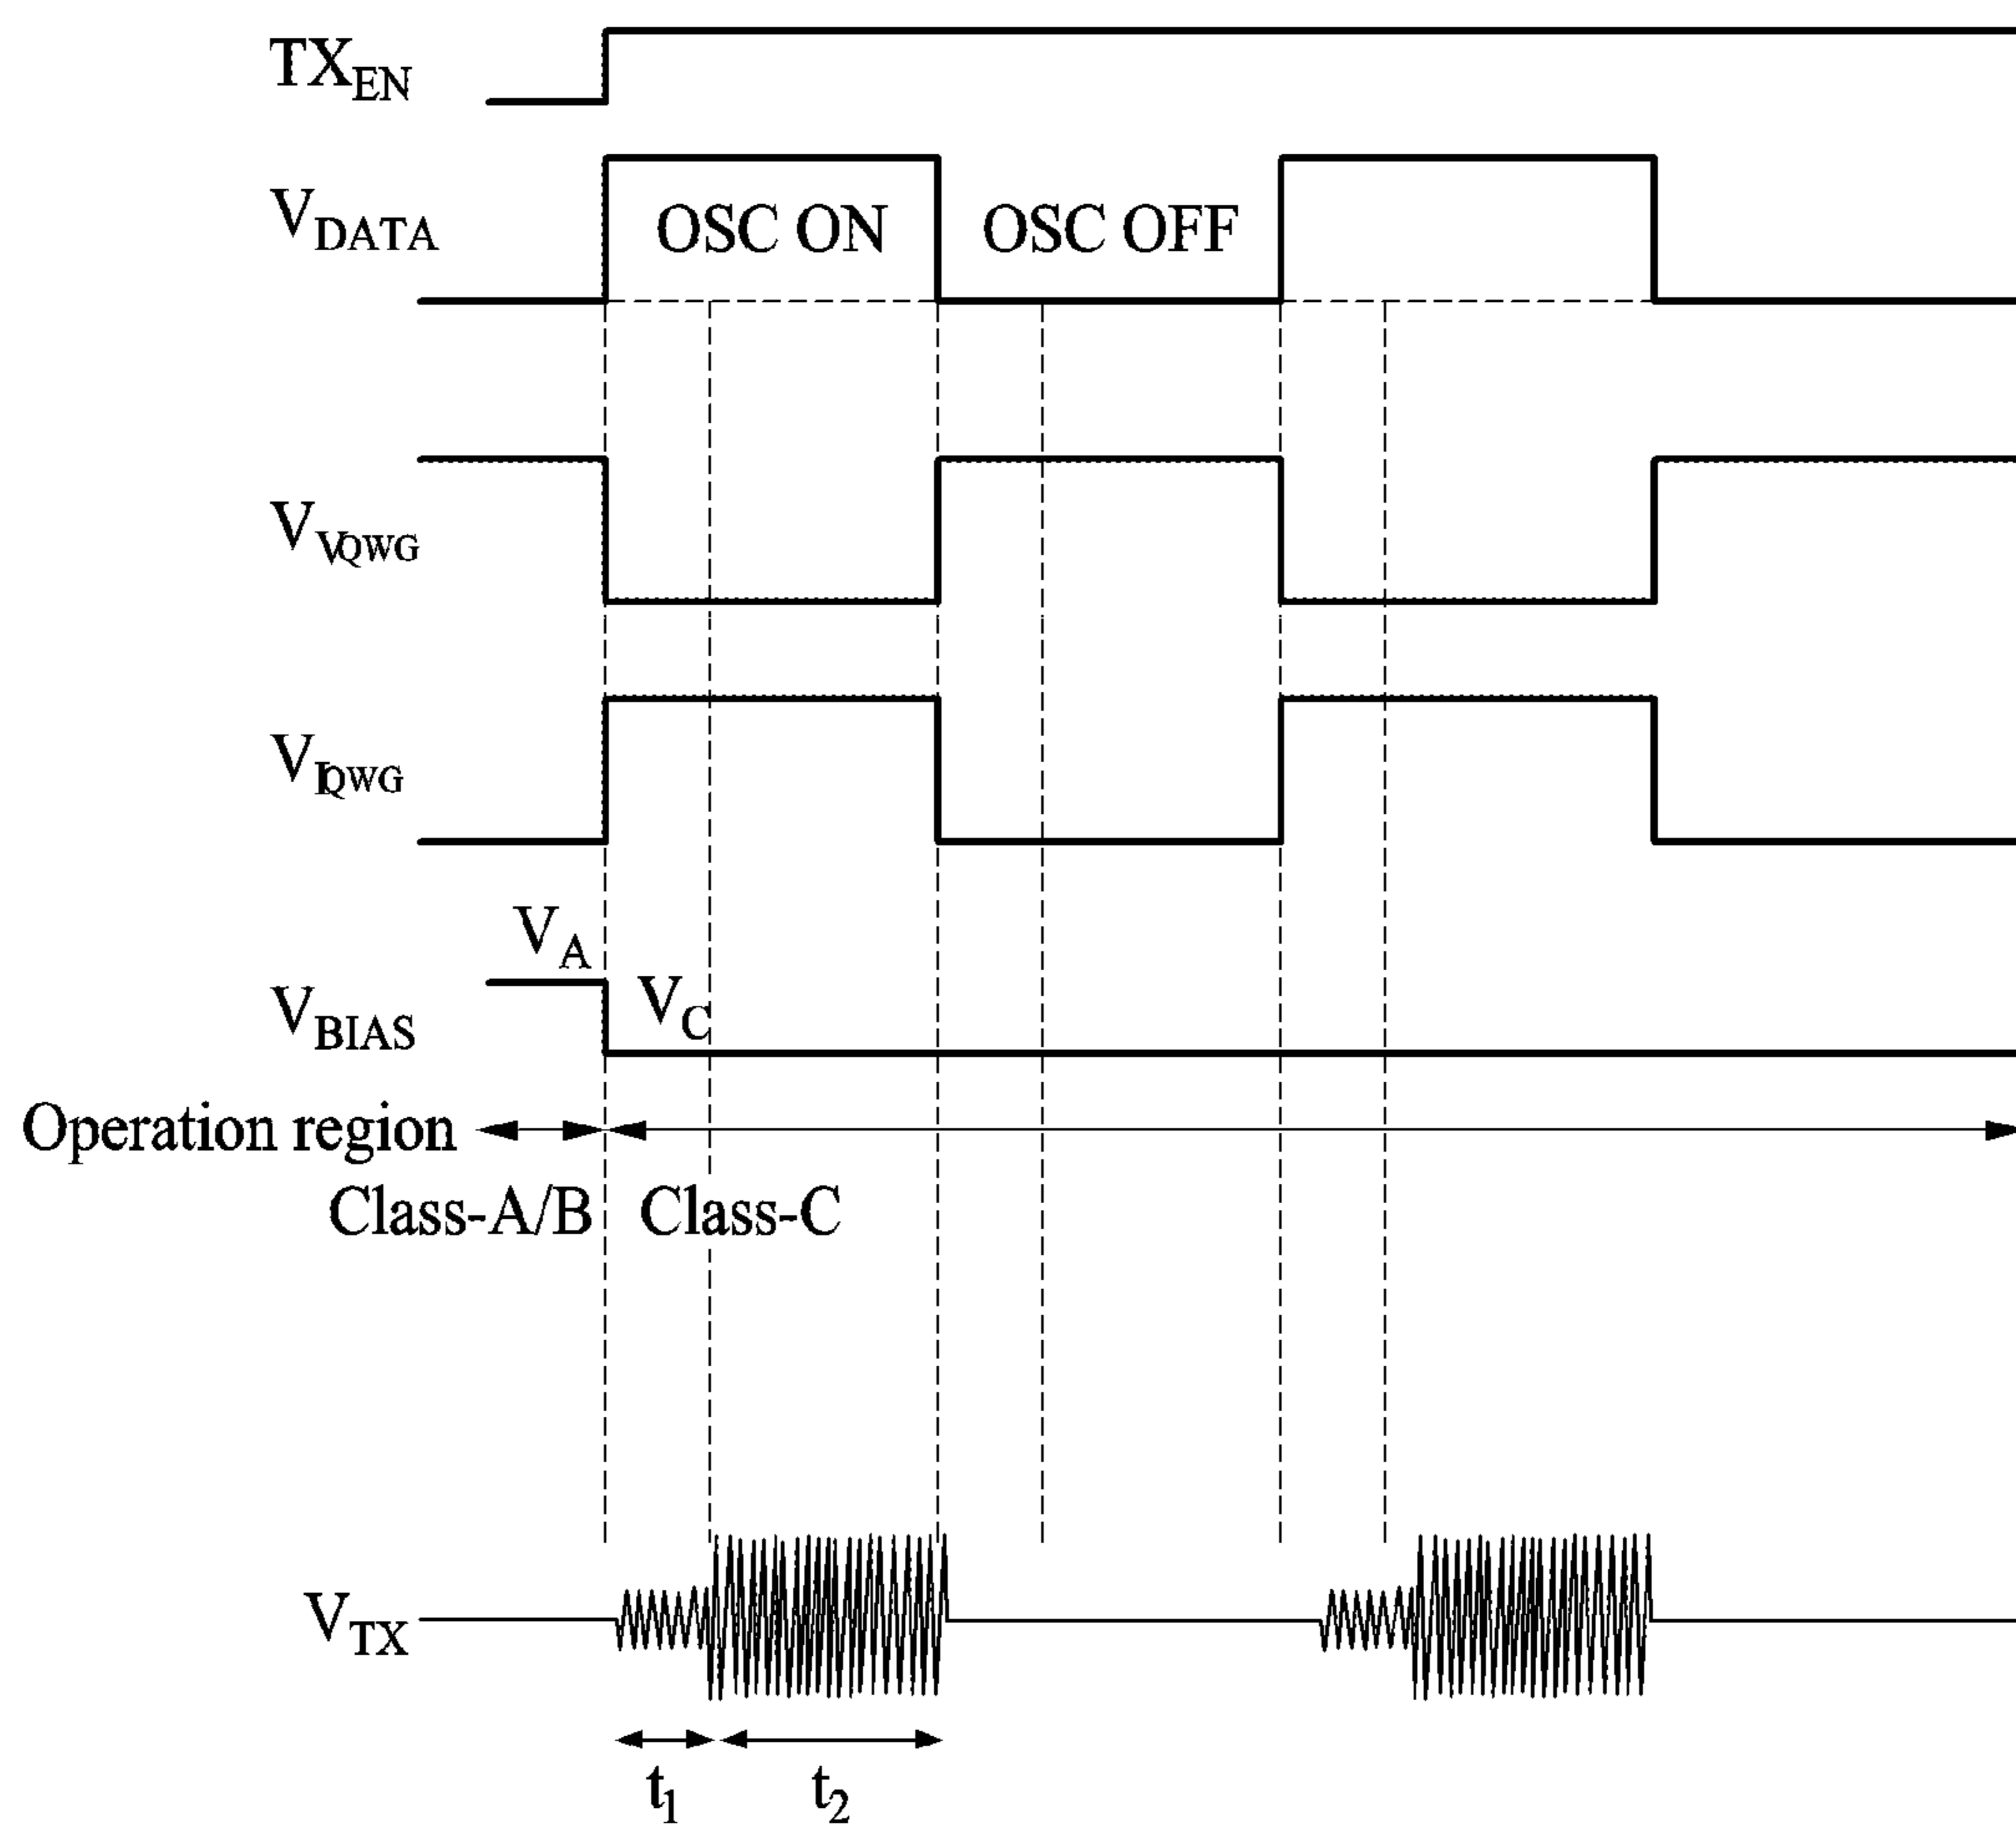 TX_EN
V_DATA
OSC ON
OSC OFF
V_VQWG
V_IQWG
V_A
V_C
V_BIAS
Operation region
Class-A/B
Class-C
V_TX
t_1
t_2